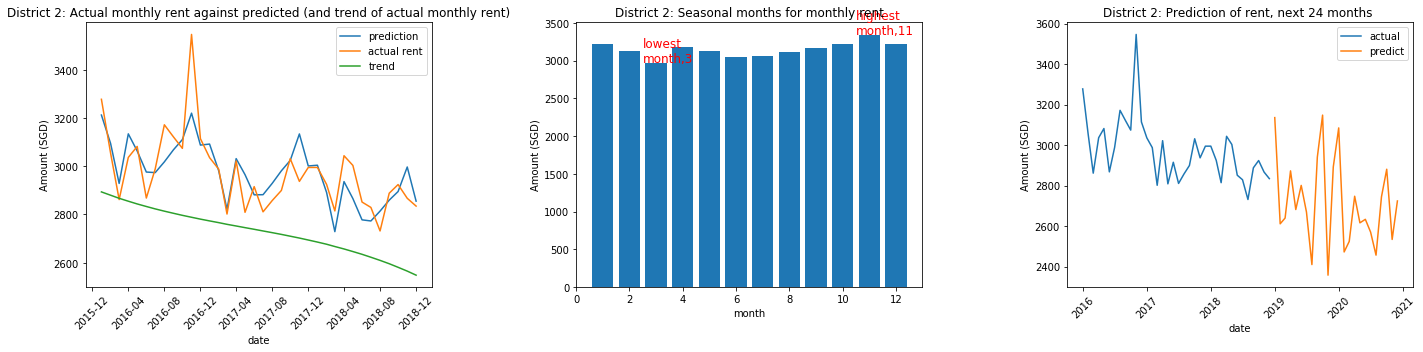 District 2: Actual monthly rent against predicted (and trend of actual monthly rent)
prediction
actual rent
trend
3400
3200
3000
2800
2600
Amount (SGD)
2015-12
2016-04
2016-08
2016-12
2017-04
2017-08
2017-12
2018-04
2018-08
2018-12
date
District 2: Seasonal months for monthly rent
highest
month,11
lowest
month,3
3500
3000
2500
2000
1500
1000
500
0
Amount (SGD)
0
2
4
6
8
10
12
month
District 2: Prediction of rent, next 24 months
actual
predict
3600
3400
3200
3000
2800
2600
2400
Amount (SGD)
2016
2017
2018
2019
2020
2021
date